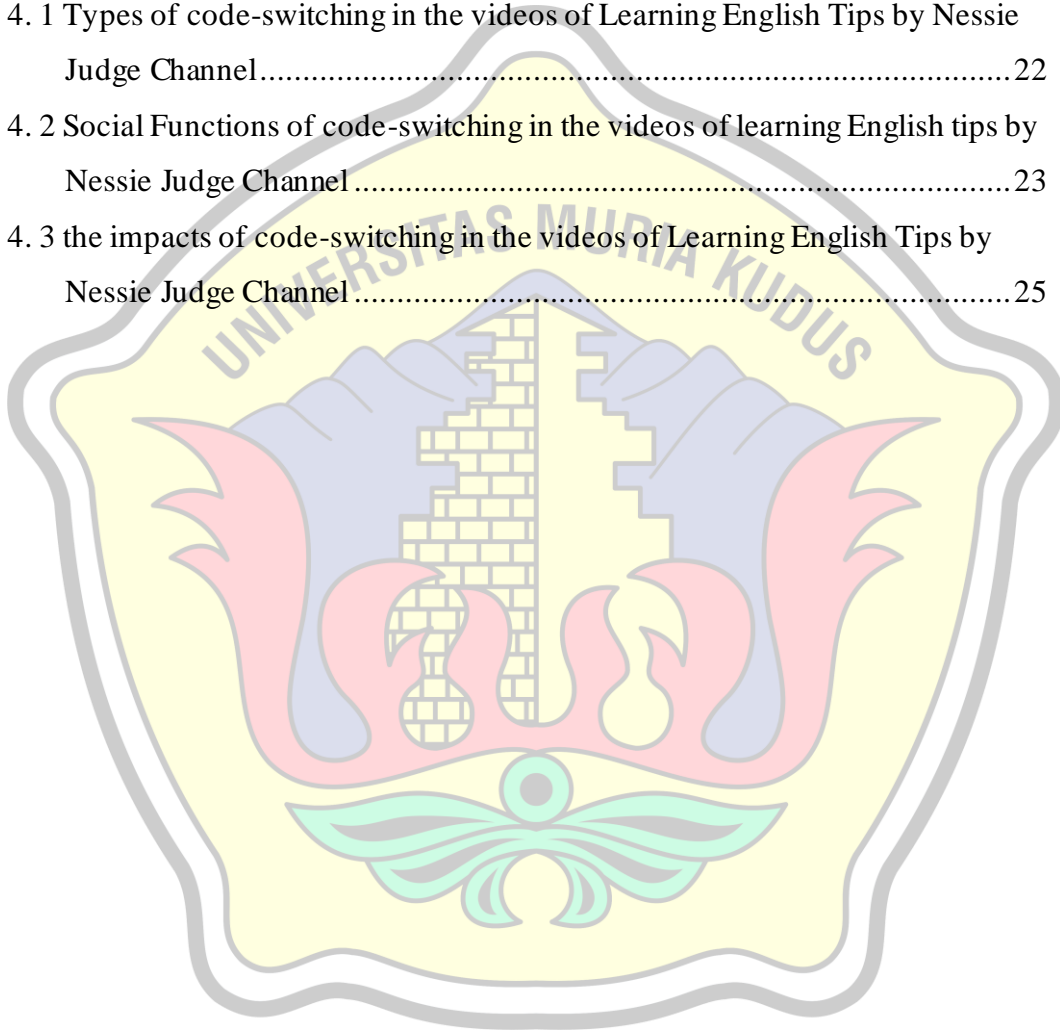 4. 1 Types of code-switching in the videos of Learning English Tips by Nessie
Judge Channel........................................................................................22
4. 2 Social Functions of code-switching in the videos of learning English tips by
Nessie Judge Channel.............................................................................23
4. 3 the impacts of code-switching in the videos of Learning English Tips by
Nessie Judge Channel.............................................................................25
UNIVERSITAS MURIA KUDUS